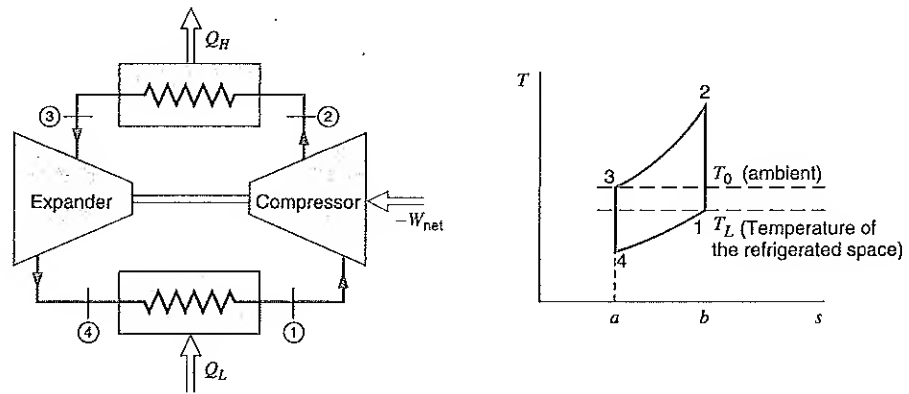 Q_H
③
②
Expander
Compressor
−W_net
④
①
Q_L
T
2
3
T_0 (ambient)
1
T_L (Temperature of
the refrigerated space)
4
a
b
s